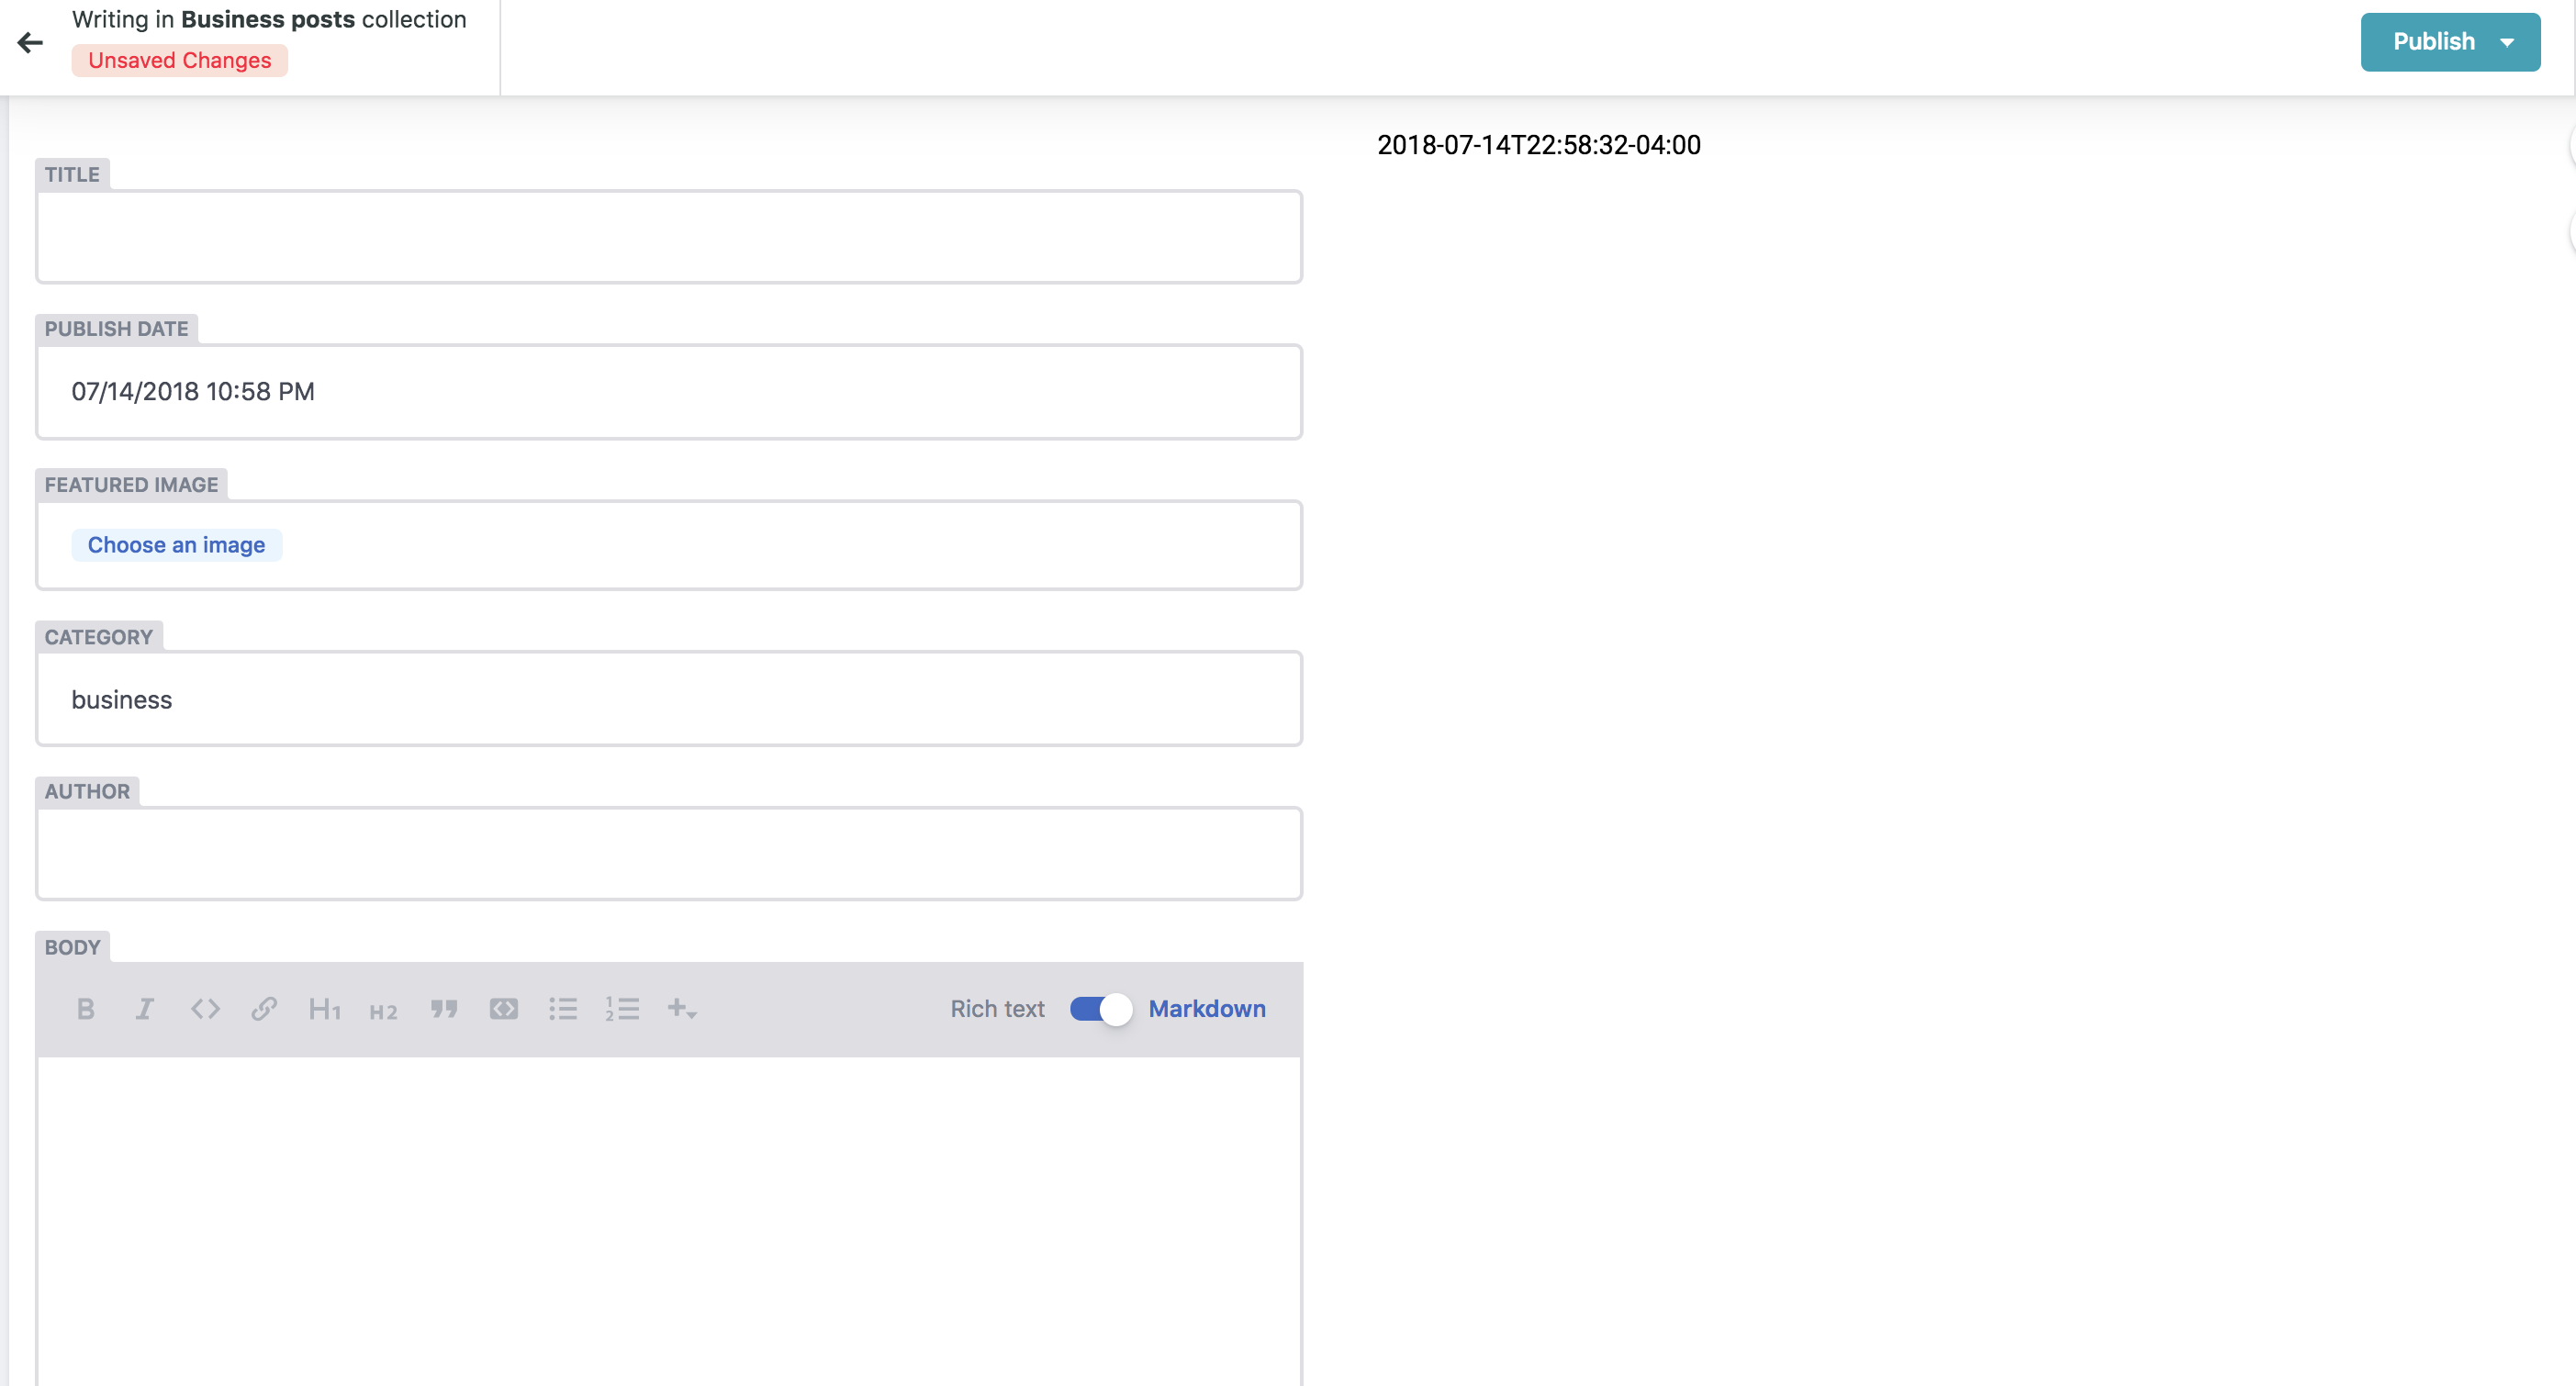 Writing in Business posts collection
Unsaved Changes
Publish
2018-07-14T22:58:32-04:00
TITLE
PUBLISH DATE
07/14/2018 10:58 PM
FEATURED IMAGE
Choose an image
CATEGORY
business
AUTHOR
BODY
B I H1 H2 Rich text Markdown